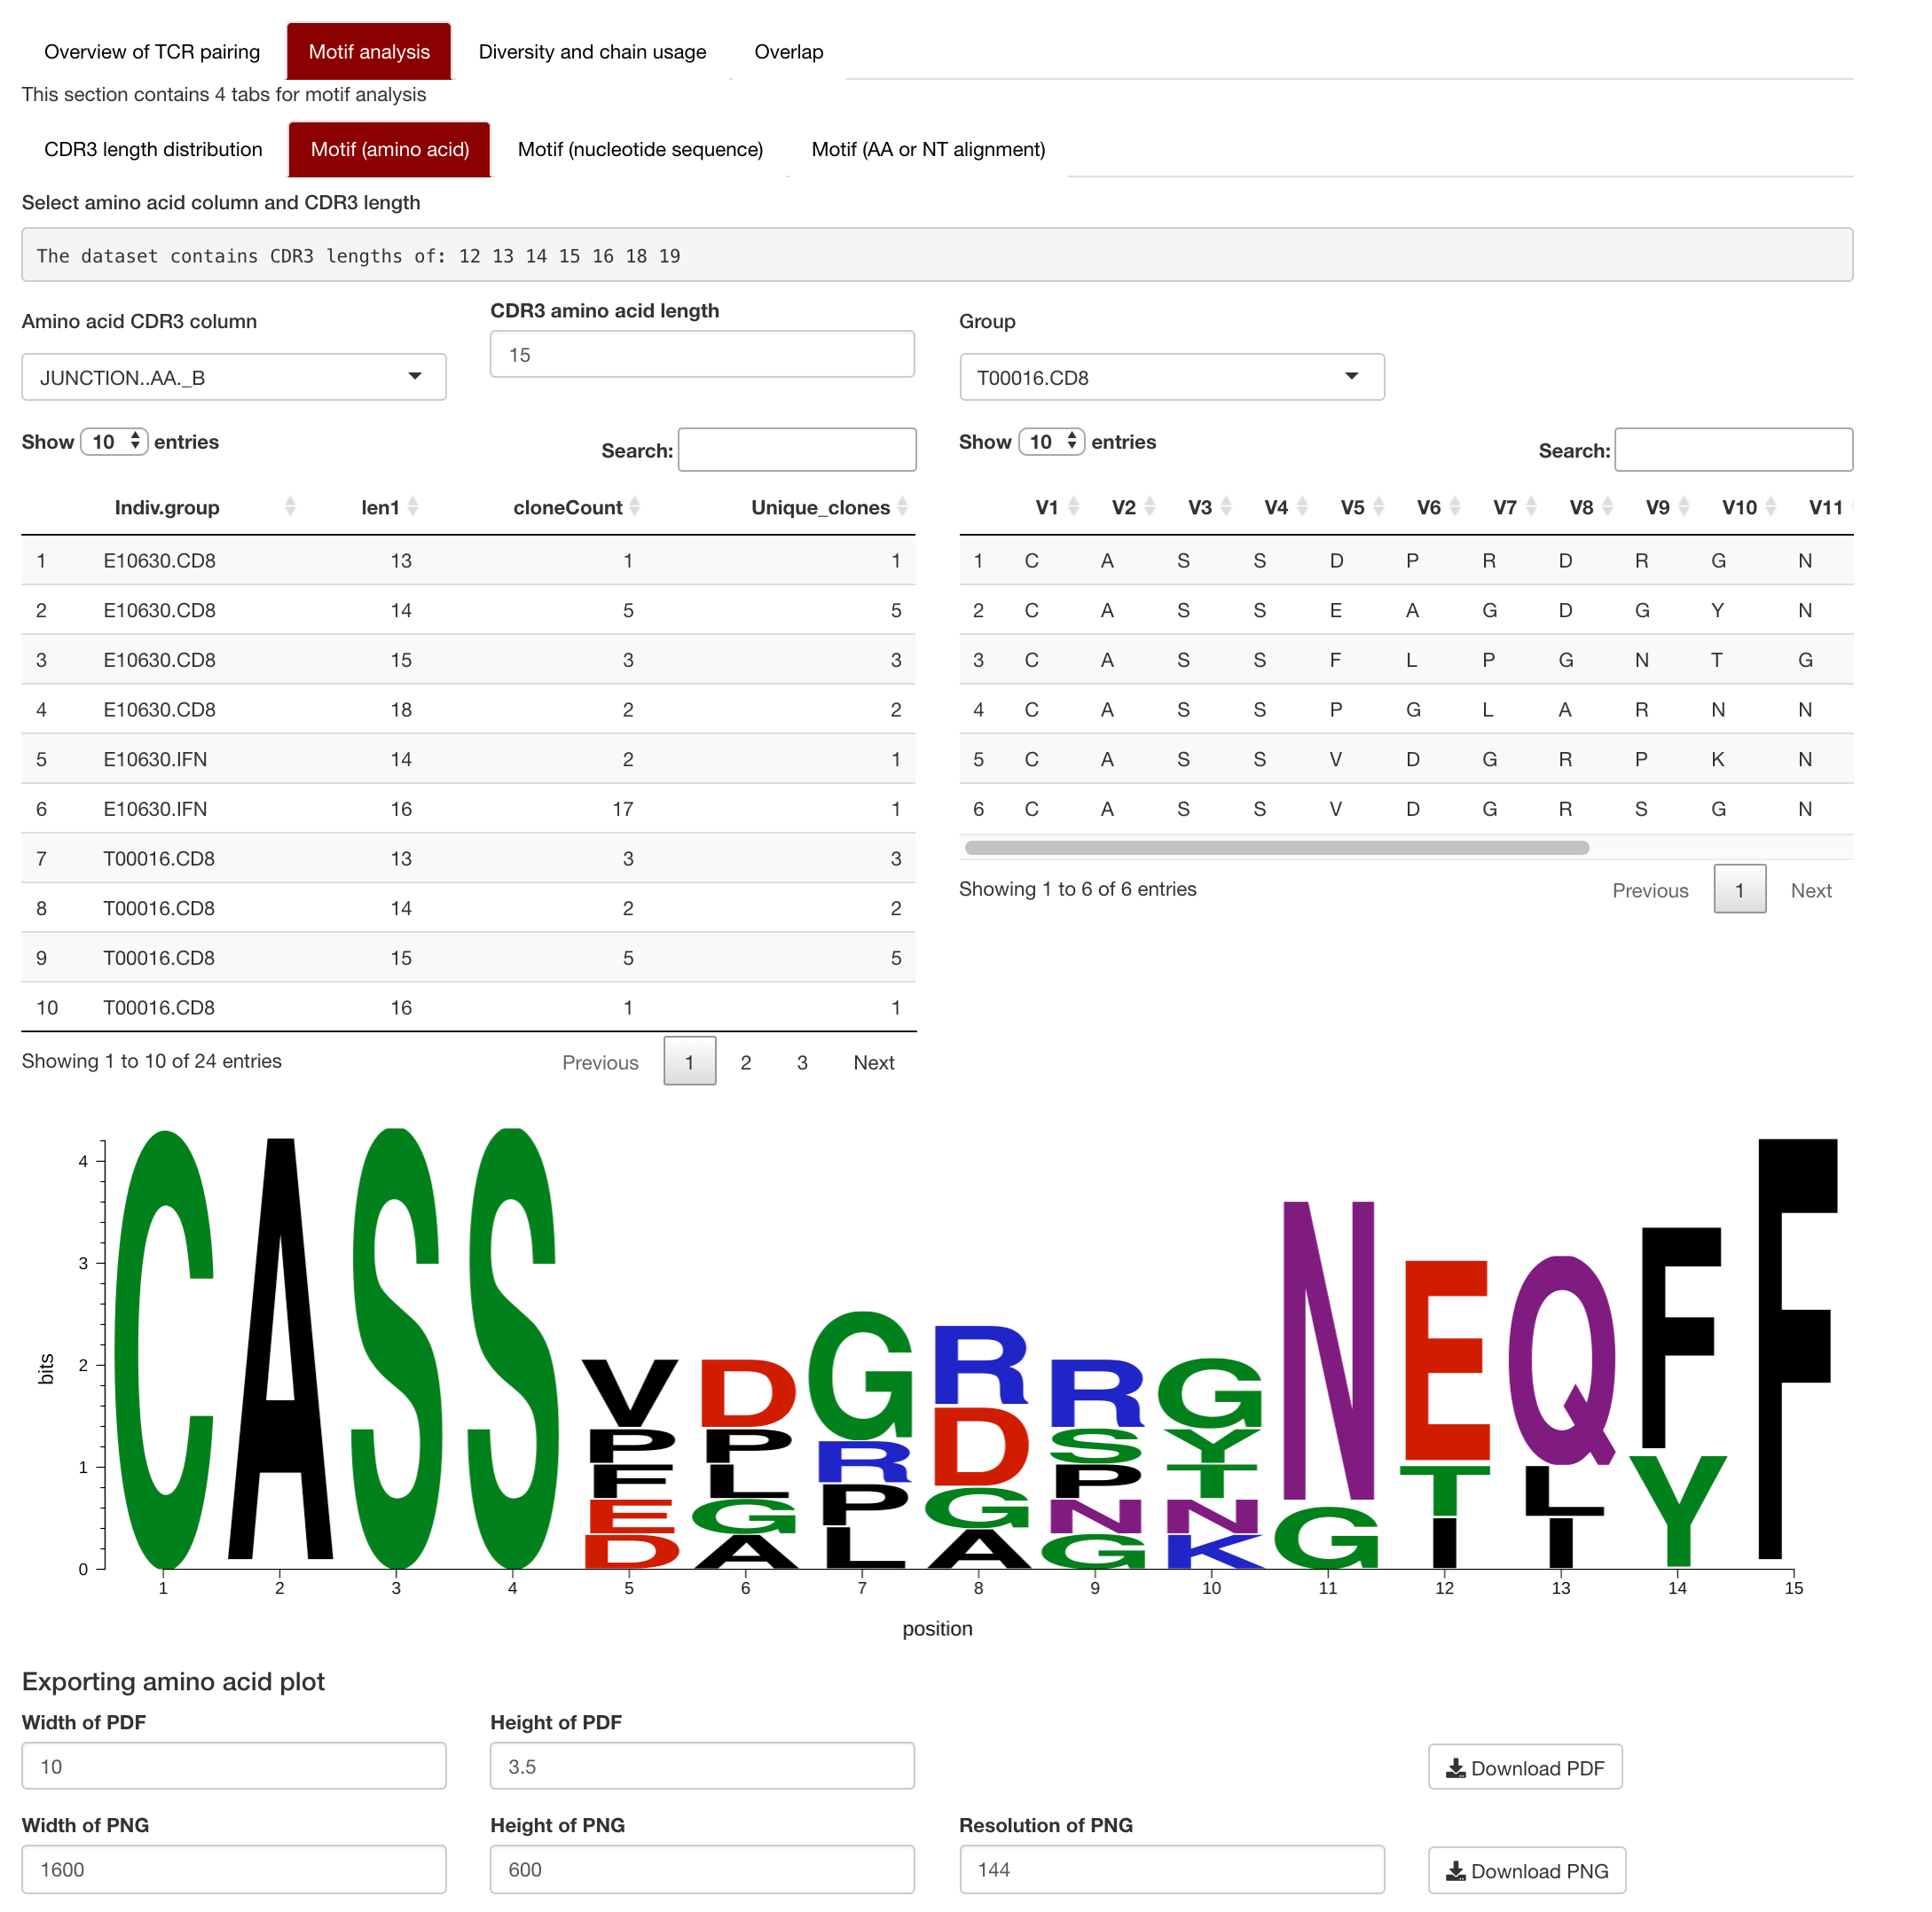 Overview of TCR pairing Motif analysis Diversity and chain usage Overlap
This section contains 4 tabs for motif analysis
CDR3 length distribution Motif (amino acid) Motif (nucleotide sequence) Motif (AA or NT alignment)
Select amino acid column and CDR3 length
The dataset contains CDR3 lengths of: 12 13 14 15 16 18 19
Amino acid CDR3 column CDR3 amino acid length Group
JUNCTION..AA._B 15 T00016.CD8
Show 10 entries Search:
Indiv.group len1 cloneCount Unique_clones
1 E10630.CD8 13 1 1
2 E10630.CD8 14 5 5
3 E10630.CD8 15 3 3
4 E10630.CD8 18 2 2
5 E10630.IFN 14 2 1
6 E10630.IFN 16 17 1
7 T00016.CD8 13 3 3
8 T00016.CD8 14 2 2
9 T00016.CD8 15 5 5
10 T00016.CD8 16 1 1
Showing 1 to 10 of 24 entries Previous 1 2 3 Next
Show 10 entries Search:
V1 V2 V3 V4 V5 V6 V7 V8 V9 V10 V11
1 C A S S D P R D R G N
2 C A S S E A G D G Y N
3 C A S S F L P G N T G
4 C A S S P G L A R N N
5 C A S S V D G R P K N
6 C A S S V D G R S G N
Showing 1 to 6 of 6 entries Previous 1 Next
bits
4
3
2
1
0
C
A
S
S
V P F E D
D P L G A
G R P L
R D G A
R S P N G
G Y T N K
N G
E T I
Q L I
F Y
F
1 2 3 4 5 6 7 8 9 10 11 12 13 14 15
position
Exporting amino acid plot
Width of PDF Height of PDF
10 3.5 Download PDF
Width of PNG Height of PNG Resolution of PNG
1600 600 144 Download PNG